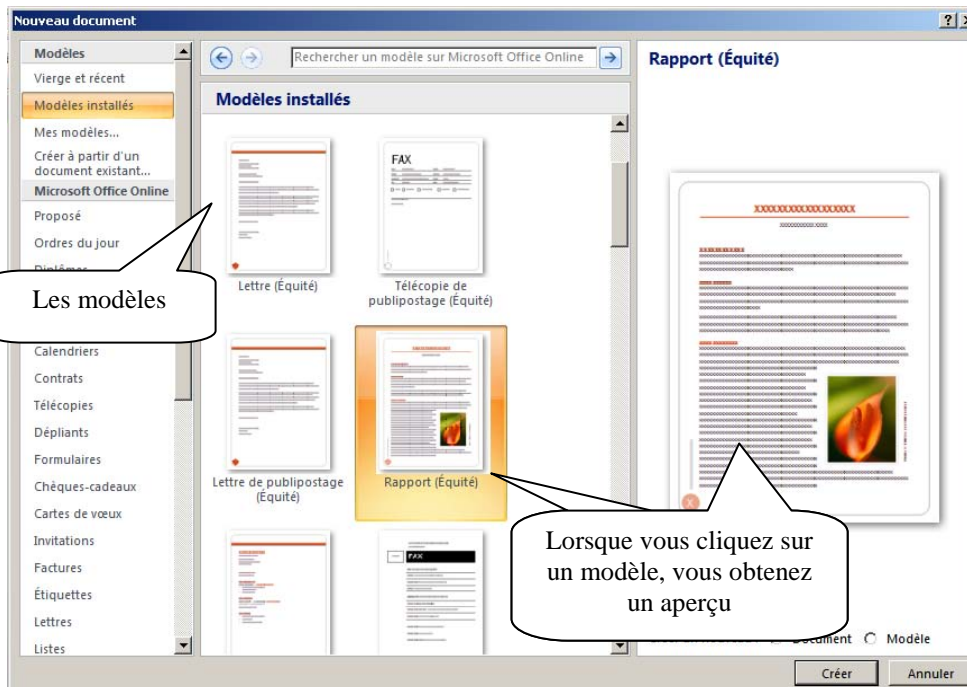 Nouveau document
Modèles
Vierge et récent
Modèles installés
Mes modèles...
Créer à partir d'un
document existant...
Microsoft Office Online
Proposé
Ordres du jour
Calendriers
Contrats
Télécopies
Dépliants
Formulaires
Chèques-cadeaux
Cartes de vœux
Invitations
Factures
Étiquettes
Lettres
Listes
Les modèles
Rechercher un modèle sur Microsoft Office Online
Modèles installés
Lettre (Équité)
FAX
Télécopie de
publipostage (Équité)
Lettre de publipostage
(Équité)
Rapport (Équité)
FAX
Rapport (Équité)
XXXXXXXXXXXXXXXXX
Lorsque vous cliquez sur
un modèle, vous obtenez
un aperçu
Document
Modèle
Créer
Annuler